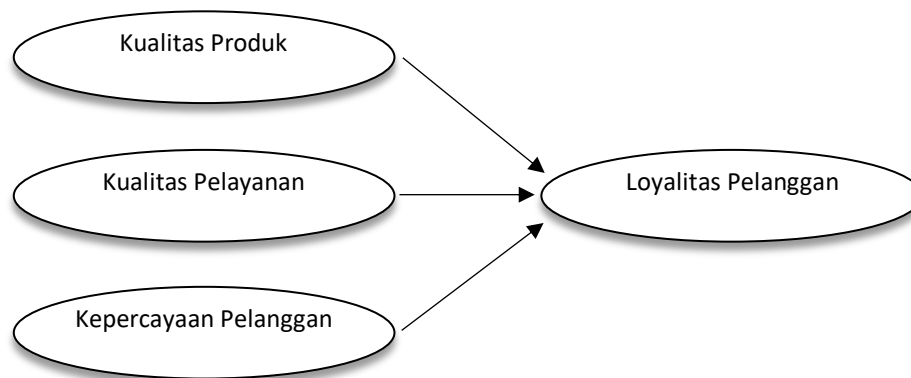 Kualitas Produk
Kualitas Pelayanan
Loyalitas Pelanggan
Kepercayaan Pelanggan